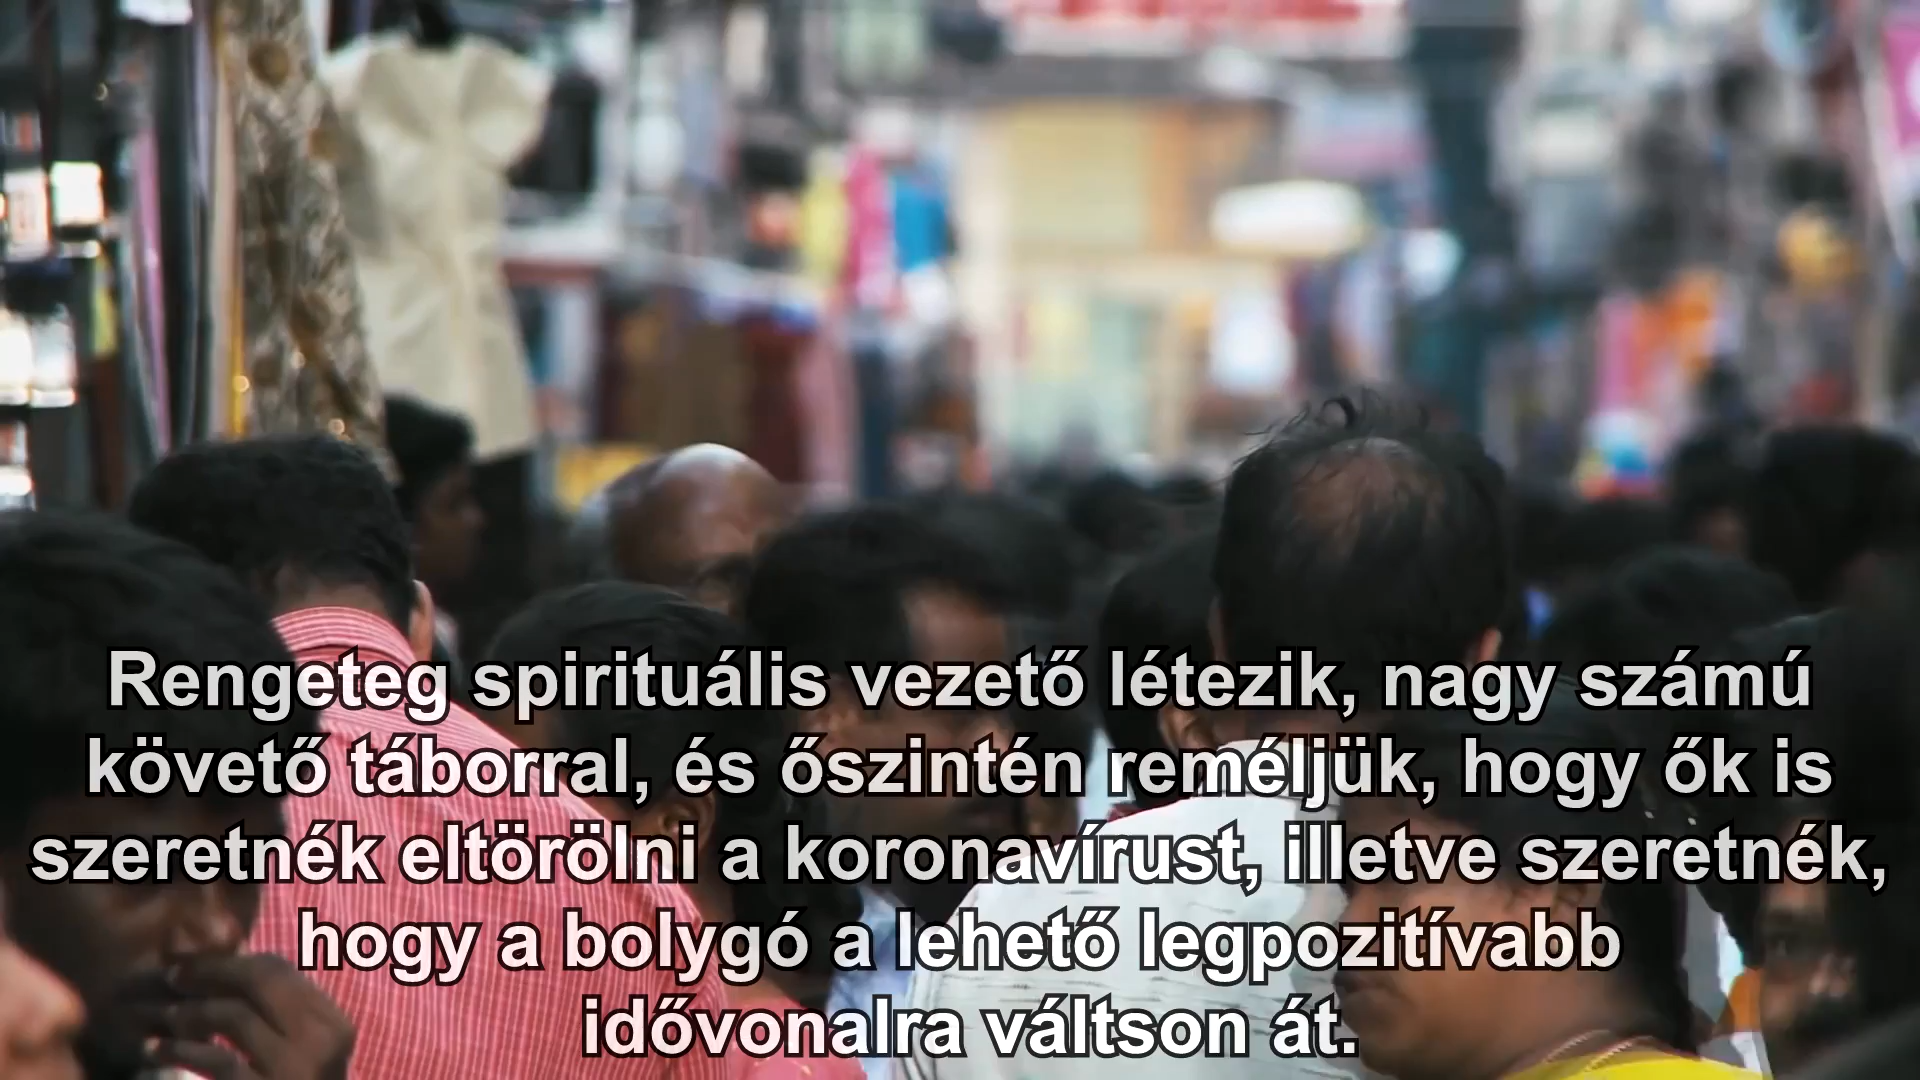 Rengeteg spirituális vezető létezik, nagy számú
követő táborral, és őszintén reméljük, hogy ők is
szeretnék eltörölni a koronavírust, illetve szeretnék,
hogy a bolygó a lehető legpozitívabb
idővonalra váltson át.